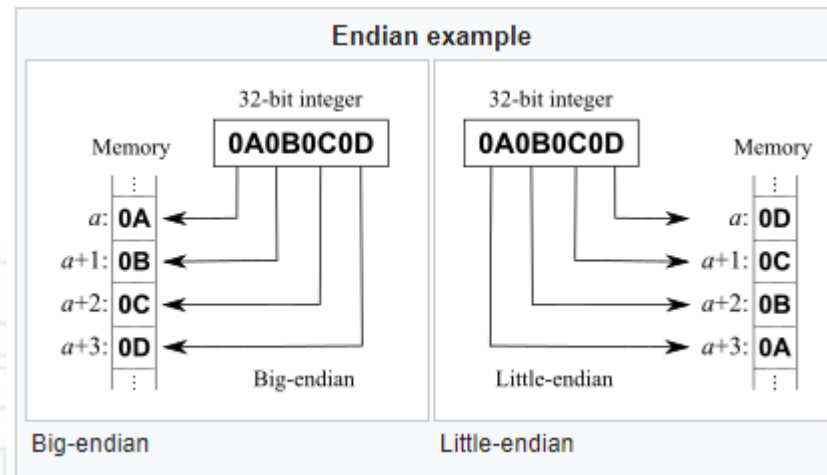 Endian example
32-bit integer
0A0B0C0D
Memory
⋮
a: 0A
a+1: 0B
a+2: 0C
a+3: 0D
⋮
Big-endian
Big-endian
32-bit integer
0A0B0C0D
Memory
⋮
a: 0D
a+1: 0C
a+2: 0B
a+3: 0A
⋮
Little-endian
Little-endian